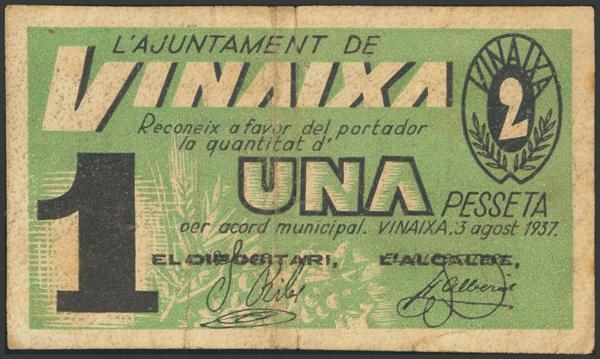 L'AJUNTAMENT DE
VINAIXA
VINAIXA
2
Reconeix a favor del portador
la quantitat d'
1
UNA PESSETA
per acord municipal. VINAIXA, 3 agost 1937.
EL DIPOSITARI, L'ALCALDE,